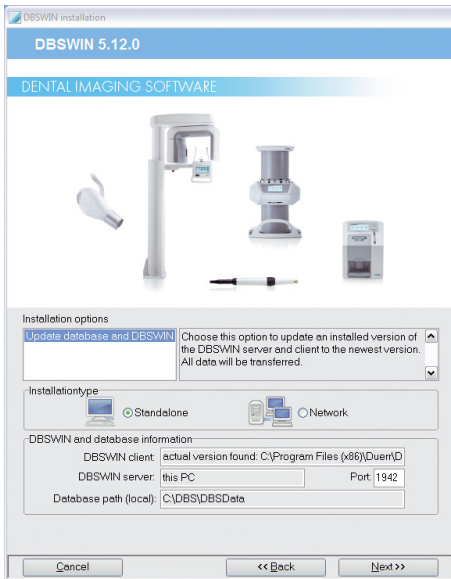 DBSWIN installation
DBSWIN 5.12.0
DENTAL IMAGING SOFTWARE
Installation options
Update database and DBSWIN
Choose this option to update an installed version of
the DBSWIN server and client to the newest version.
All data will be transferred.
Installationtype
Standalone
Network
DBSWIN and database information
DBSWIN client: actual version found: C:\Program Files (x86)\Duerr\D
DBSWIN server: this PC Port: 1942
Database path (local): C:\DBS\DBSData
Cancel << Back Next >>